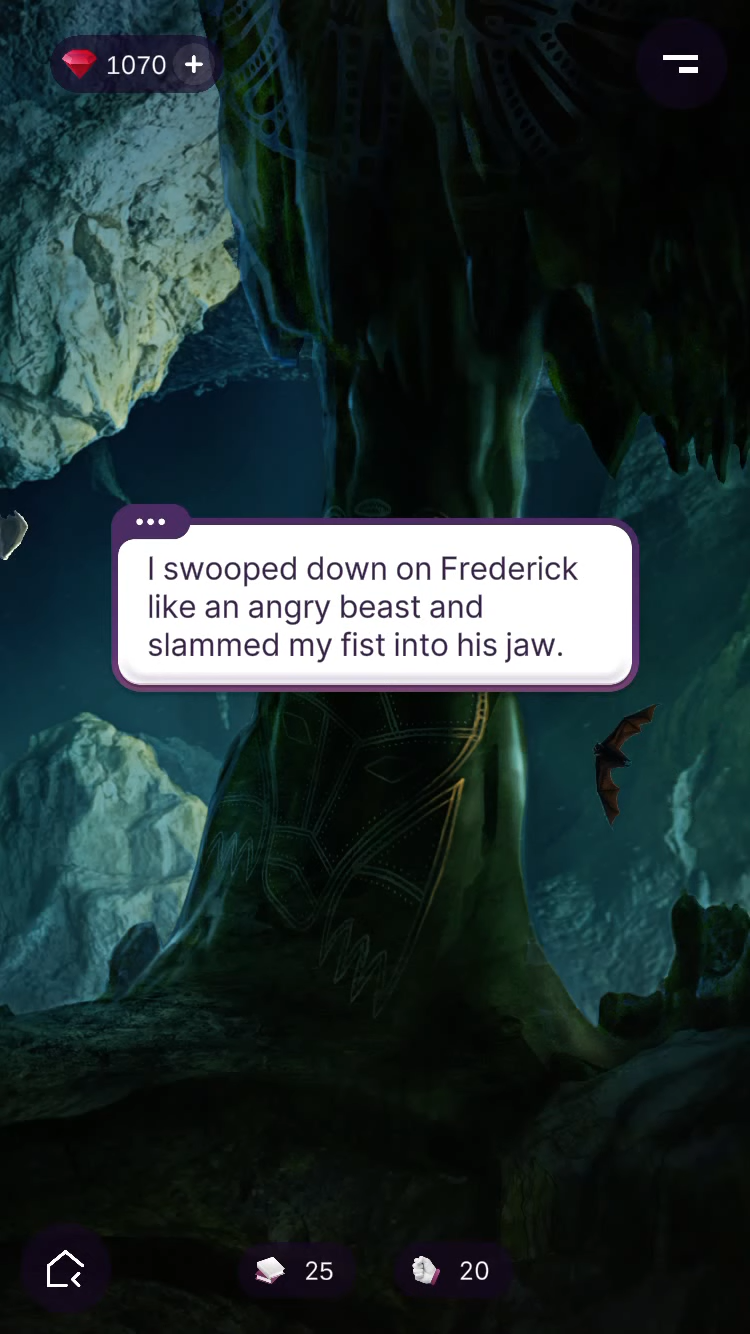 1070 +
I swooped down on Frederick
like an angry beast and
slammed my fist into his jaw.
25 20